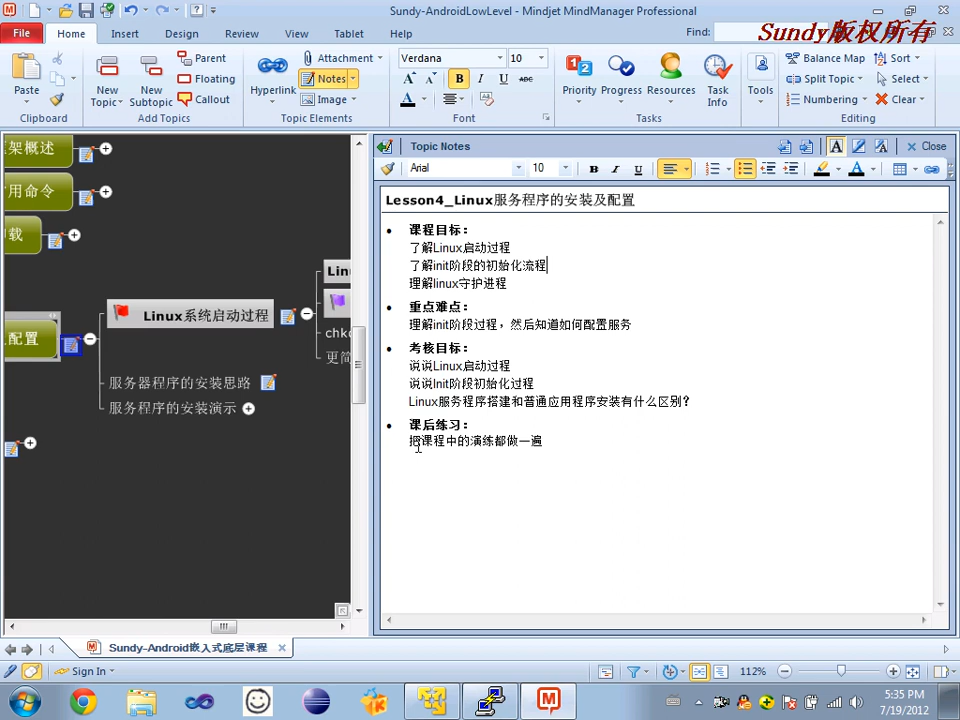 Sundy-AndroidLowLevel - Mindjet MindManager Professional
File
Home
Insert
Design
Review
View
Tablet
Help
Find:
Sundy版权所有
Paste
Clipboard
New Topic
New Subtopic
Parent
Floating
Callout
Add Topics
Hyperlink
Attachment
Notes
Image
Topic Elements
Verdana
10
B I U ABC
Font
Priority
Progress
Resources
Task Info
Tasks
Tools
Balance Map
Split Topic
Numbering
Sort
Select
Clear
Editing
架概述
用命令
载
配置
Linux系统启动过程
Lin
chkc
更简
服务器程序的安装思路
服务程序的安装演示
Topic Notes
Close
Arial
10
B I U
Lesson4_Linux服务程序的安装及配置
课程目标：
了解Linux启动过程
了解init阶段的初始化流程
理解linux守护进程
重点难点：
理解init阶段过程，然后知道如何配置服务
考核目标：
说说Linux启动过程
说说Init阶段初始化过程
Linux服务程序搭建和普通应用程序安装有什么区别？
课后练习：
把课程中的演练都做一遍
Sundy-Android嵌入式底层课程
Sign In
112%
5:35 PM
7/19/2012